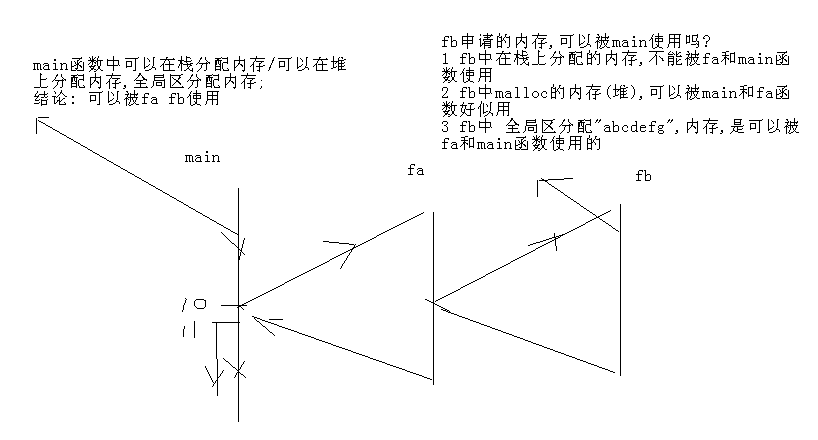 main函数中可以在栈分配内存/可以在堆
上分配内存,全局区分配内存;
结论: 可以被fa fb使用
fb申请的内存,可以被main使用吗?
1 fb中在栈上分配的内存,不能被fa和main函
数使用
2 fb中malloc的内存(堆),可以被main和fa函
数好似用
3 fb中 全局区分配"abcdefg",内存,是可以被
fa和main函数使用的
main
fa
fb
10
11